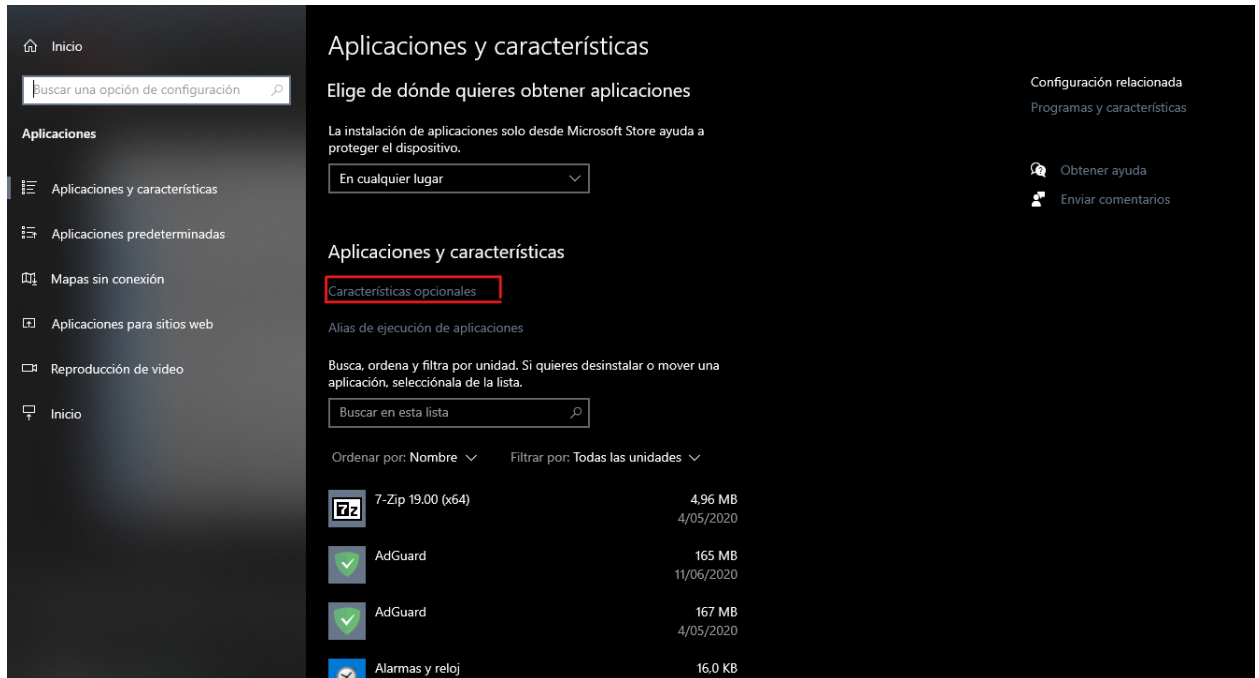 Inicio
Buscar una opción de configuración
Aplicaciones
Aplicaciones y características
Aplicaciones predeterminadas
Mapas sin conexión
Aplicaciones para sitios web
Reproducción de video
Inicio
Aplicaciones y características
Elige de dónde quieres obtener aplicaciones
La instalación de aplicaciones solo desde Microsoft Store ayuda a
proteger el dispositivo.
En cualquier lugar
Aplicaciones y características
Características opcionales
Alias de ejecución de aplicaciones
Busca, ordena y filtra por unidad. Si quieres desinstalar o mover una
aplicación, selecciónala de la lista.
Buscar en esta lista
Ordenar por: Nombre Filtrar por: Todas las unidades
7z
7-Zip 19.00 (x64) 4,96 MB
4/05/2020
AdGuard 165 MB
11/06/2020
AdGuard 167 MB
4/05/2020
Alarmas y reloj 16,0 KB
Configuración relacionada
Programas y características
Obtener ayuda
Enviar comentarios